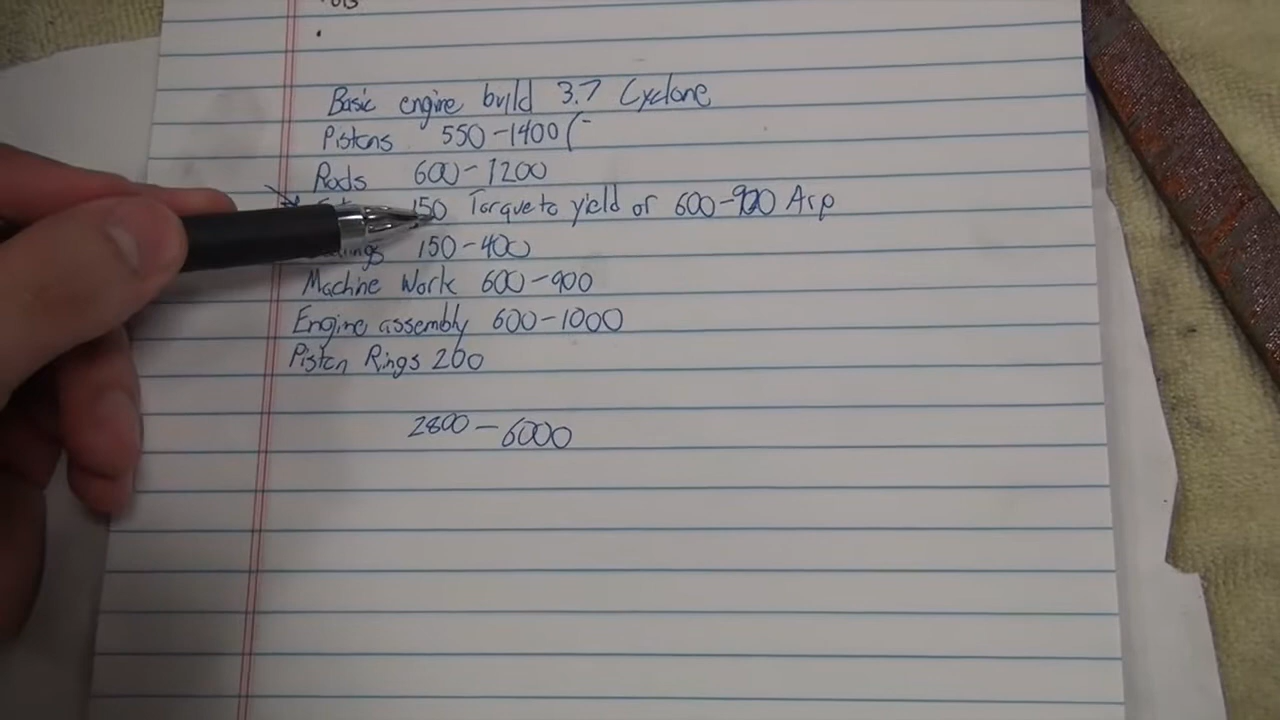 Basic engine build 3.7 Cyclone
Pistons 550-1400(-
Rods 600-1200
150 Torque to yield or 600-900 Arp
150-400
Machine Work 600-900
Engine assembly 600-1000
Piston Rings 200
2800-6000